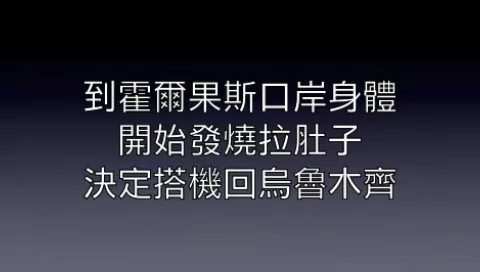 到霍爾果斯口岸身體
開始發燒拉肚子
決定搭機回烏魯木齊